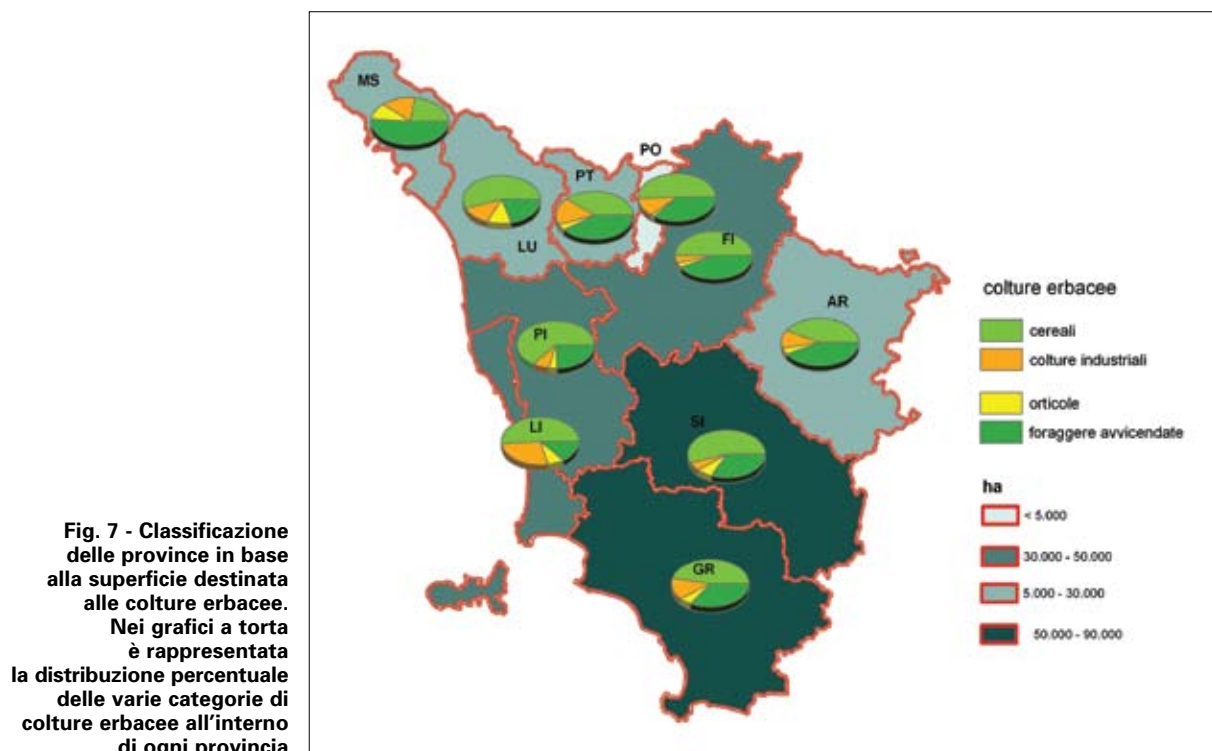 MS
PO
PT
LU
FI
AR
PI
LI
SI
GR
colture erbacee
cereali
colture industriali
orticole
foraggere avvicendate
ha
< 5.000
30.000 - 50.000
5.000 - 30.000
50.000 - 90.000
Fig. 7 - Classificazione
delle province in base
alla superficie destinata
alle colture erbacee.
Nei grafici a torta
è rappresentata
la distribuzione percentuale
delle varie categorie di
colture erbacee all'interno
di ogni provincia